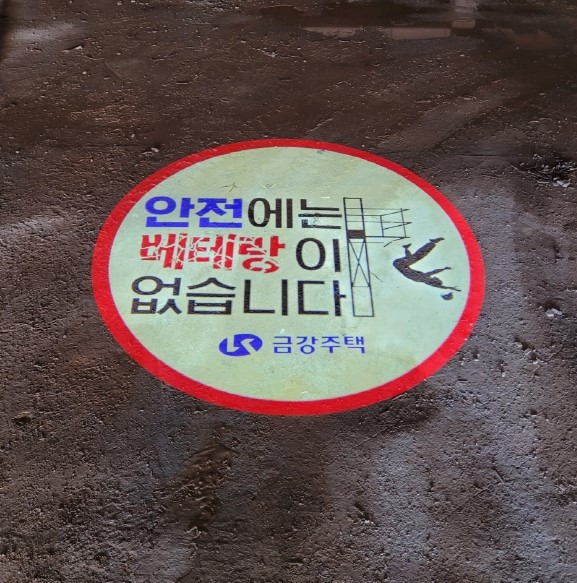 안전에는
베테랑이
없습니다
금강주택